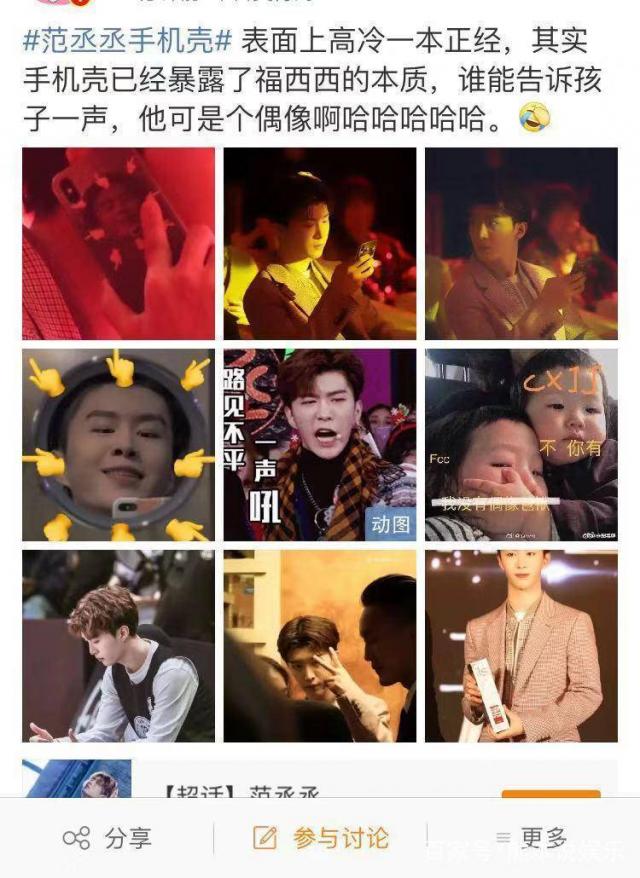 #范丞丞手机壳# 表面上高冷一本正经，其实
手机壳已经暴露了福西西的本质，谁能告诉孩
子一声，他可是个偶像啊哈哈哈哈哈。🤣
路见不平
一声吼
动图
cx11
不 你有
Fcc
我没有偶像包袱
【超话】范丞丞
分享
参与讨论
更多